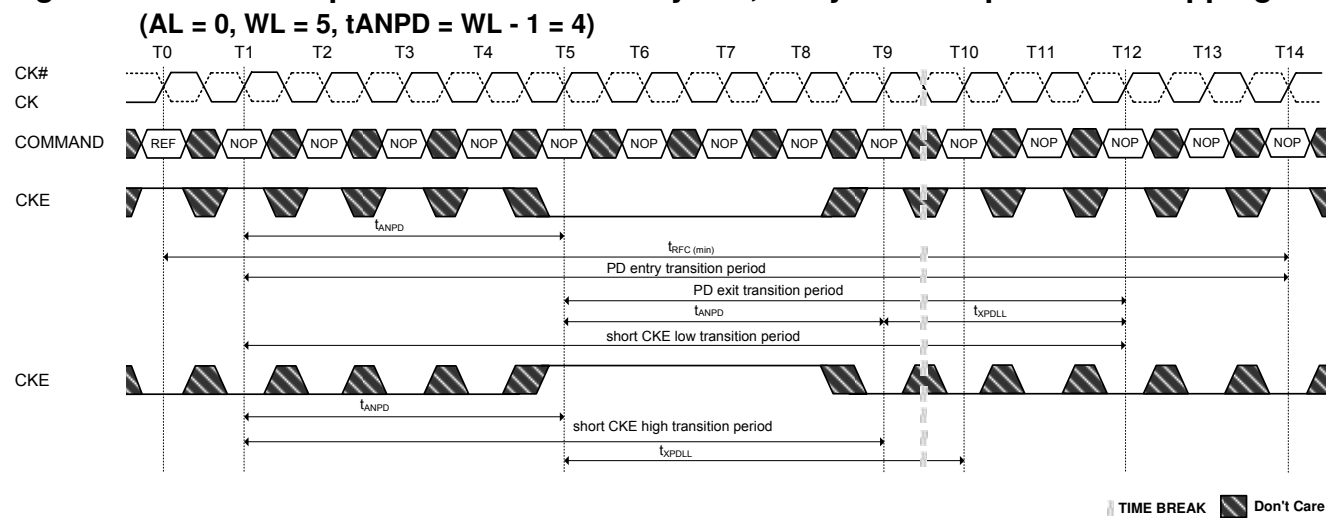 (AL = 0, WL = 5, tANPD = WL - 1 = 4)
T0 T1 T2 T3 T4 T5 T6 T7 T8 T9 T10 T11 T12 T13 T14
CK#
CK
COMMAND REF NOP NOP NOP NOP NOP NOP NOP NOP NOP NOP NOP NOP NOP NOP
CKE
tANPD
tRFC (min)
PD entry transition period
PD exit transition period
tANPD tXPDLL
short CKE low transition period
CKE
tANPD
short CKE high transition period
tXPDLL
TIME BREAK Don't Care